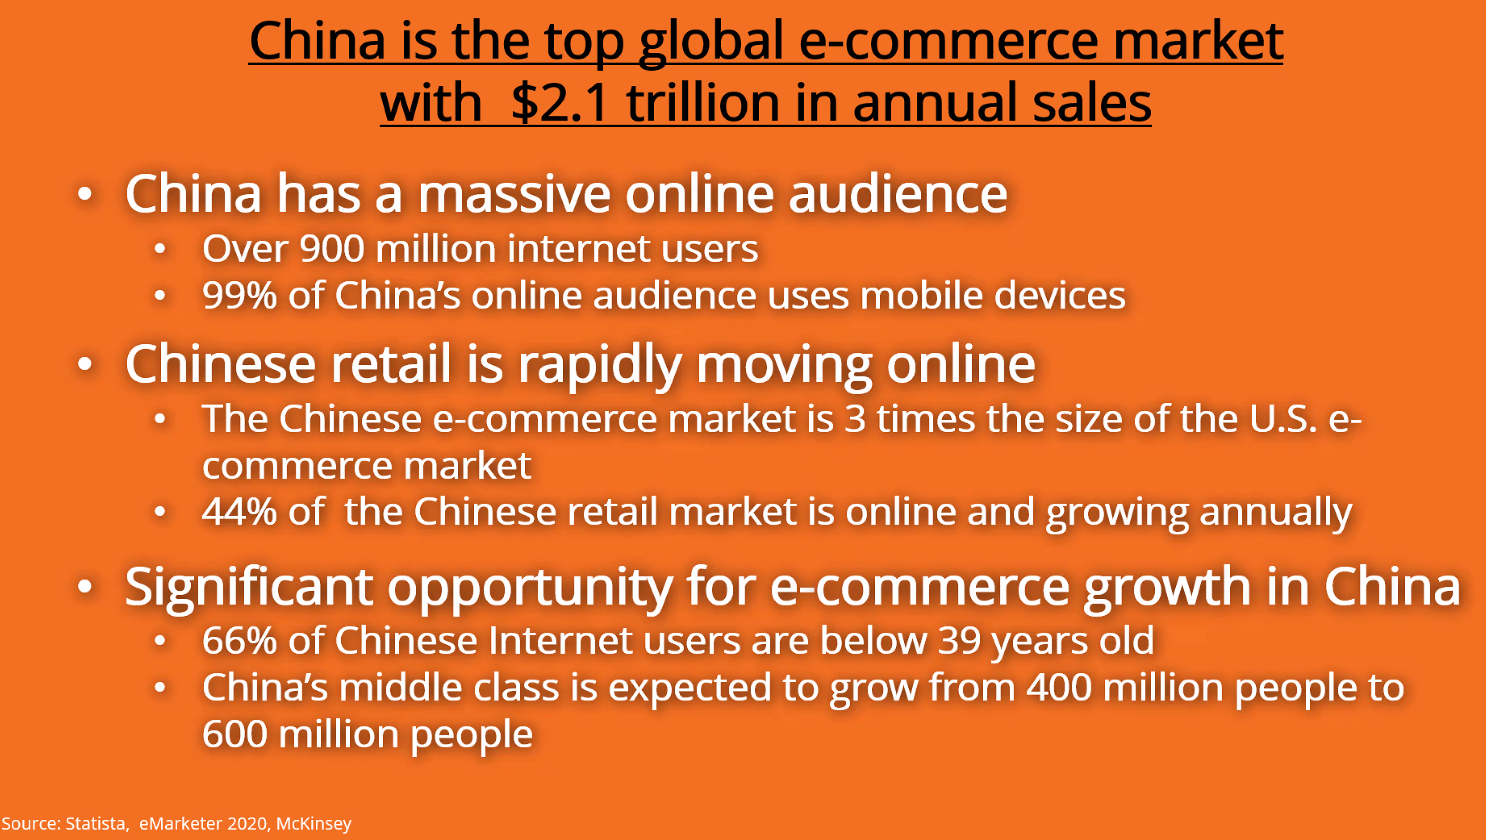 China is the top global e-commerce market
with  $2.1 trillion in annual sales
• China has a massive online audience
• Over 900 million internet users
• 99% of China’s online audience uses mobile devices
• Chinese retail is rapidly moving online
• The Chinese e-commerce market is 3 times the size of the U.S. e-
commerce market
• 44% of  the Chinese retail market is online and growing annually
• Significant opportunity for e-commerce growth in China
• 66% of Chinese Internet users are below 39 years old
• China’s middle class is expected to grow from 400 million people to
600 million people
Source: Statista,  eMarketer 2020, McKinsey